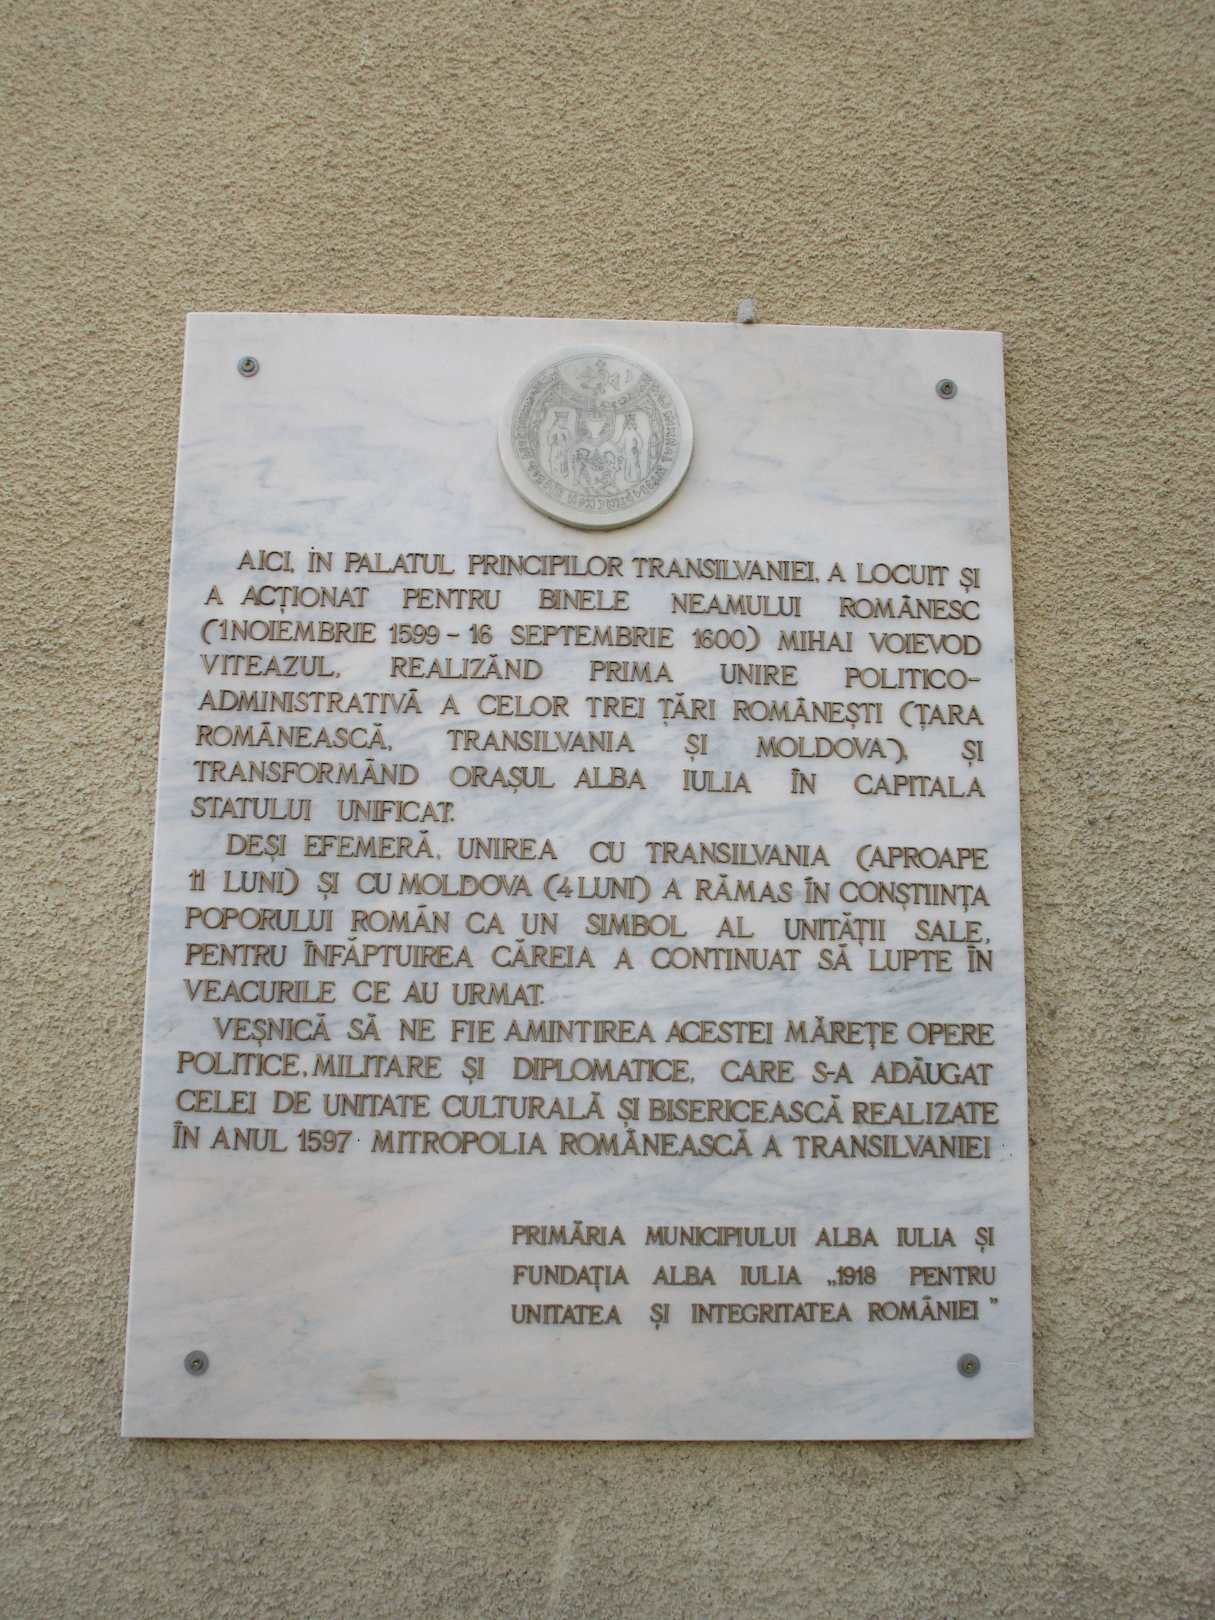 AICI, IN PALATUL PRINCIPILOR TRANSILVANIEI, A LOCUIT ȘI
A ACȚIONAT PENTRU BINELE NEAMULUI ROMÂNESC
(1NOIEMBRIE 1599 - 16 SEPTEMBRIE 1600) MIHAI VOIEVOD
VITEAZUL, REALIZÂND PRIMA UNIRE POLITICO-
ADMINISTRATIVĂ A CELOR TREI ȚĂRI ROMÂNEȘTI (ȚARA
ROMÂNEASCĂ, TRANSILVANIA ȘI MOLDOVA), ȘI
TRANSFORMÂND ORAȘUL ALBA IULIA ÎN CAPITALA
STATULUI UNIFICAT.
DEȘI EFEMERĂ, UNIREA CU TRANSILVANIA (APROAPE
11 LUNI) ȘI CU MOLDOVA (4 LUNI) A RĂMAS ÎN CONȘTIINȚA
POPORULUI ROMÂN CA UN SIMBOL AL UNITĂȚII SALE,
PENTRU ÎNFĂPTUIREA CĂREIA A CONTINUAT SĂ LUPTE ÎN
VEACURILE CE AU URMAT.
VEȘNICĂ SĂ NE FIE AMINTIREA ACESTEI MĂREȚE OPERE
POLITICE, MILITARE ȘI DIPLOMATICE, CARE S-A ADĂUGAT
CELEI DE UNITATE CULTURALĂ ȘI BISERICEASCĂ REALIZATE
ÎN ANUL 1597 · MITROPOLIA ROMÂNEASCĂ A TRANSILVANIEI.
PRIMĂRIA MUNICIPIULUI ALBA IULIA ȘI
FUNDAȚIA ALBA IULIA „1918 PENTRU
UNITATEA ȘI INTEGRITATEA ROMÂNIEI”